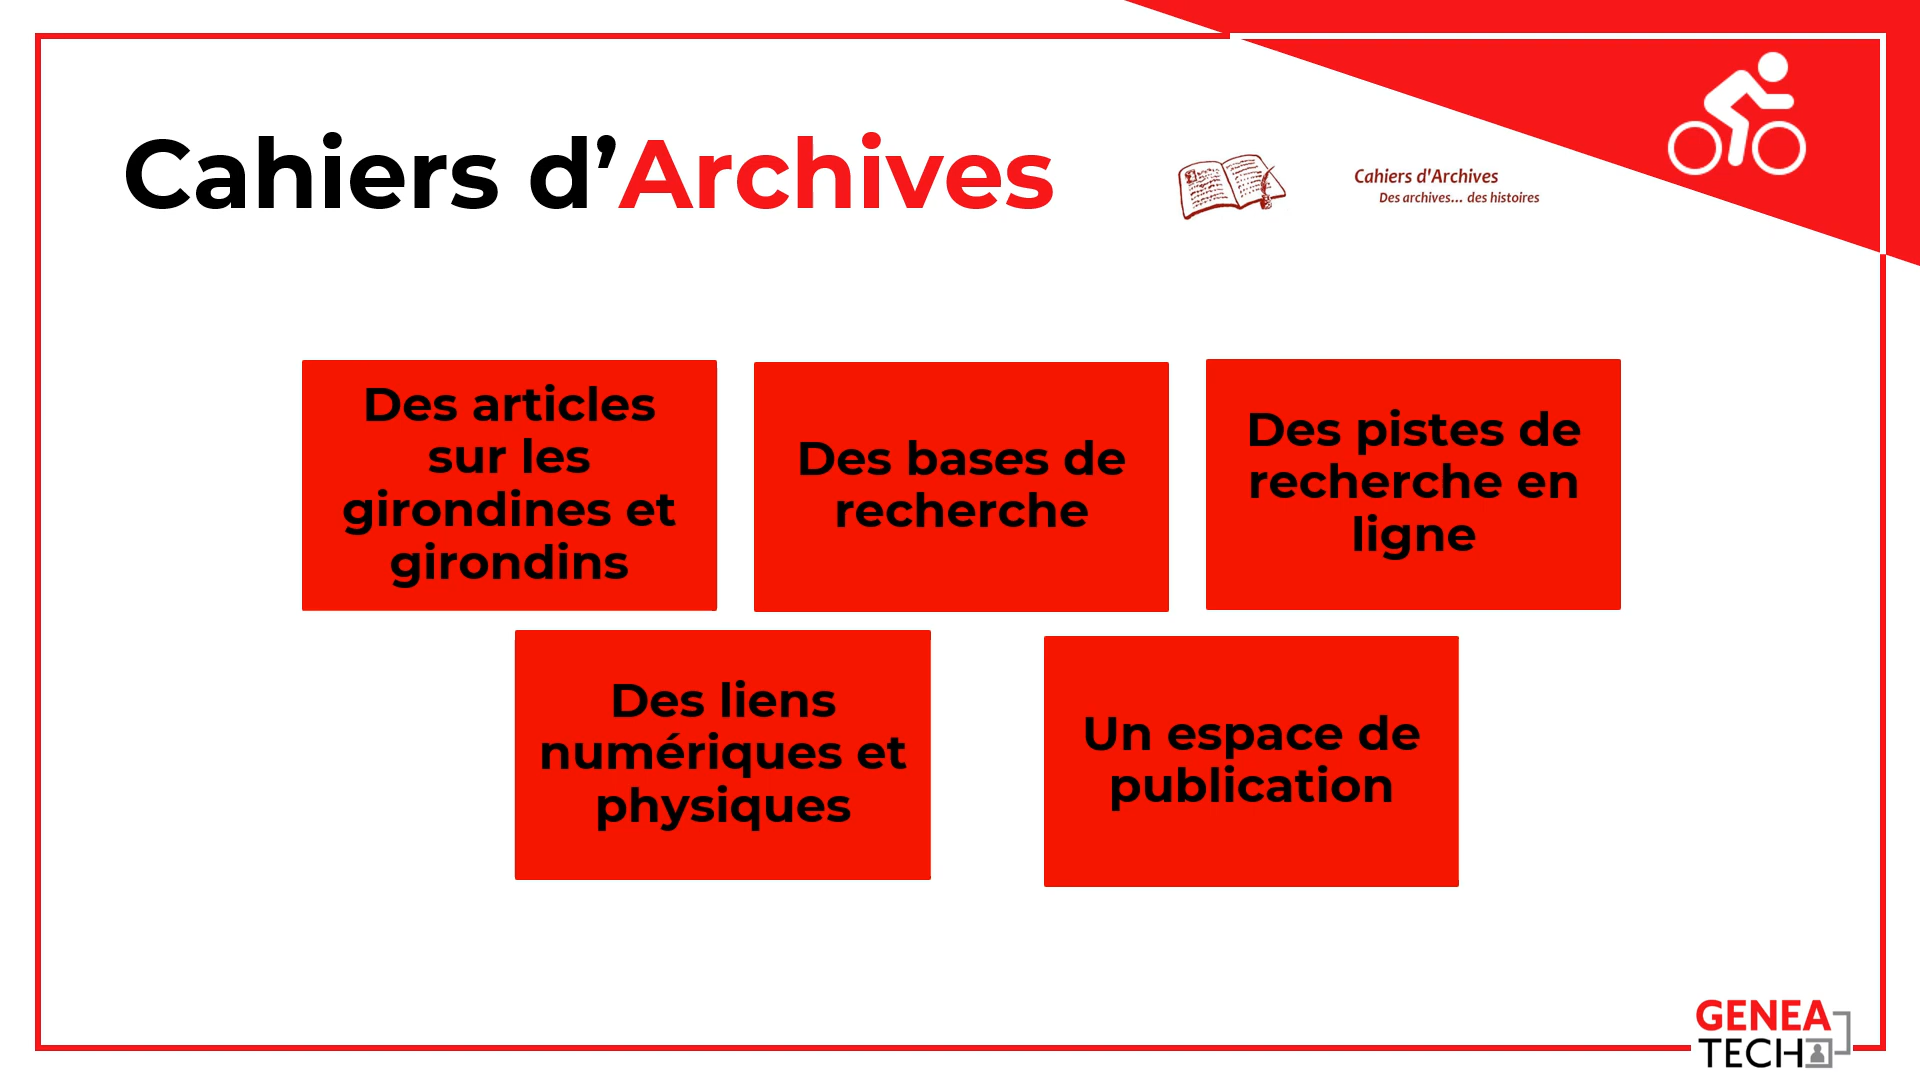 Cahiers d’Archives
Cahiers d'Archives
Des archives... des histoires
Des articles
sur les
girondines et
girondins
Des bases de
recherche
Des pistes de
recherche en
ligne
Des liens
numériques et
physiques
Un espace de
publication
GENEA
TECH